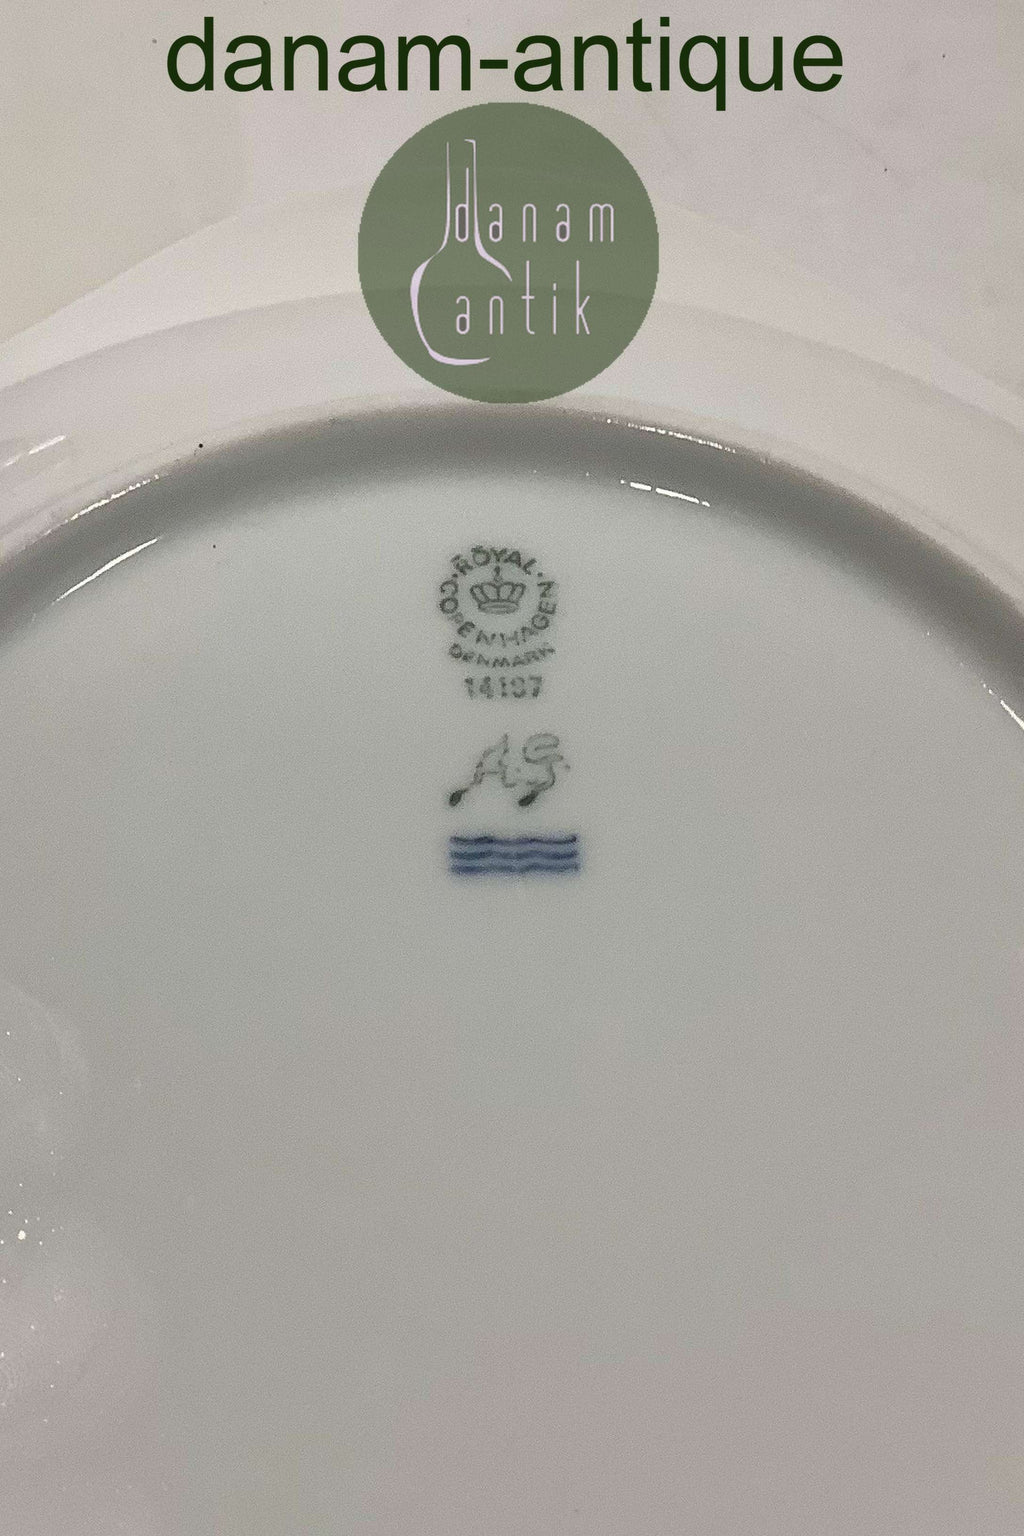 danam-antique
danam
antik
ROYAL
COPENHAGEN
DENMARK
14197